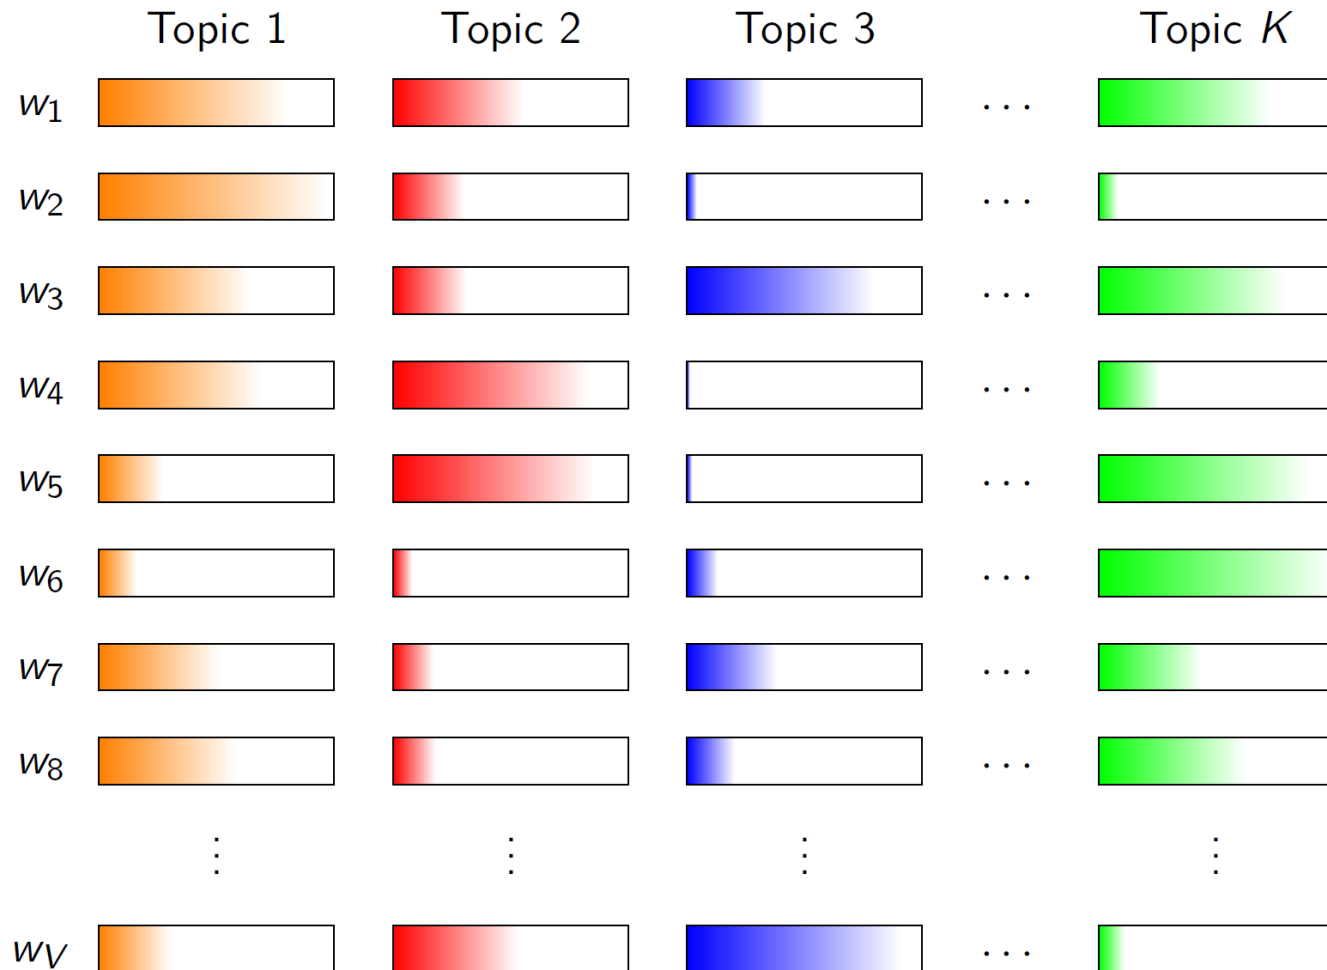 Topic 1 Topic 2 Topic 3 Topic K
w1 ...
w2 ...
w3 ...
w4 ...
w5 ...
w6 ...
w7 ...
w8 ...
⋮ ⋮ ⋮ ⋮
wV ...